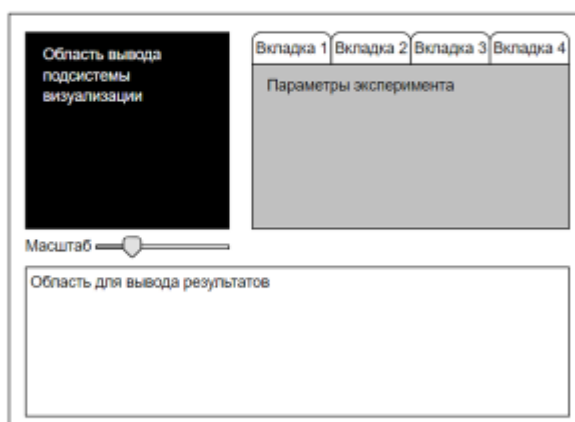 Область вывода
подсистемы
визуализации
Вкладка 1 Вкладка 2 Вкладка 3 Вкладка 4
Параметры эксперимента
Масштаб
Область для вывода результатов